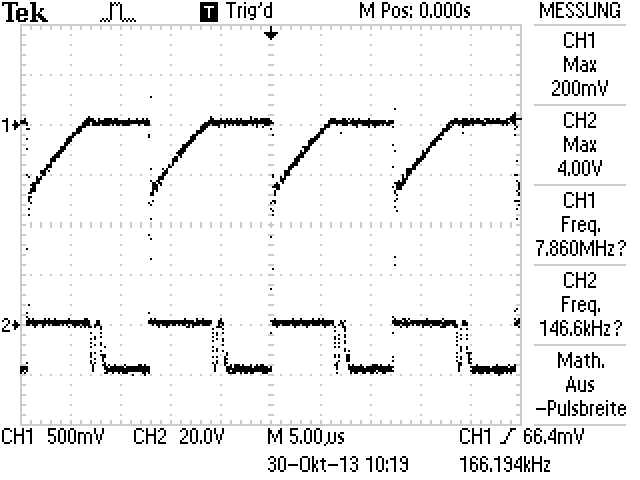 Tek T Trig'd M Pos: 0.000s MESSUNG
CH1
Max
200mV
1
CH2
Max
4.00V
CH1
Freq.
7.860MHz?
CH2
Freq.
146.6kHz?
2
Math.
Aus
-Pulsbreite
CH1 500mV CH2 20.0V M 5.00µs CH1 66.4mV
30-Okt-13 10:19 166.194kHz